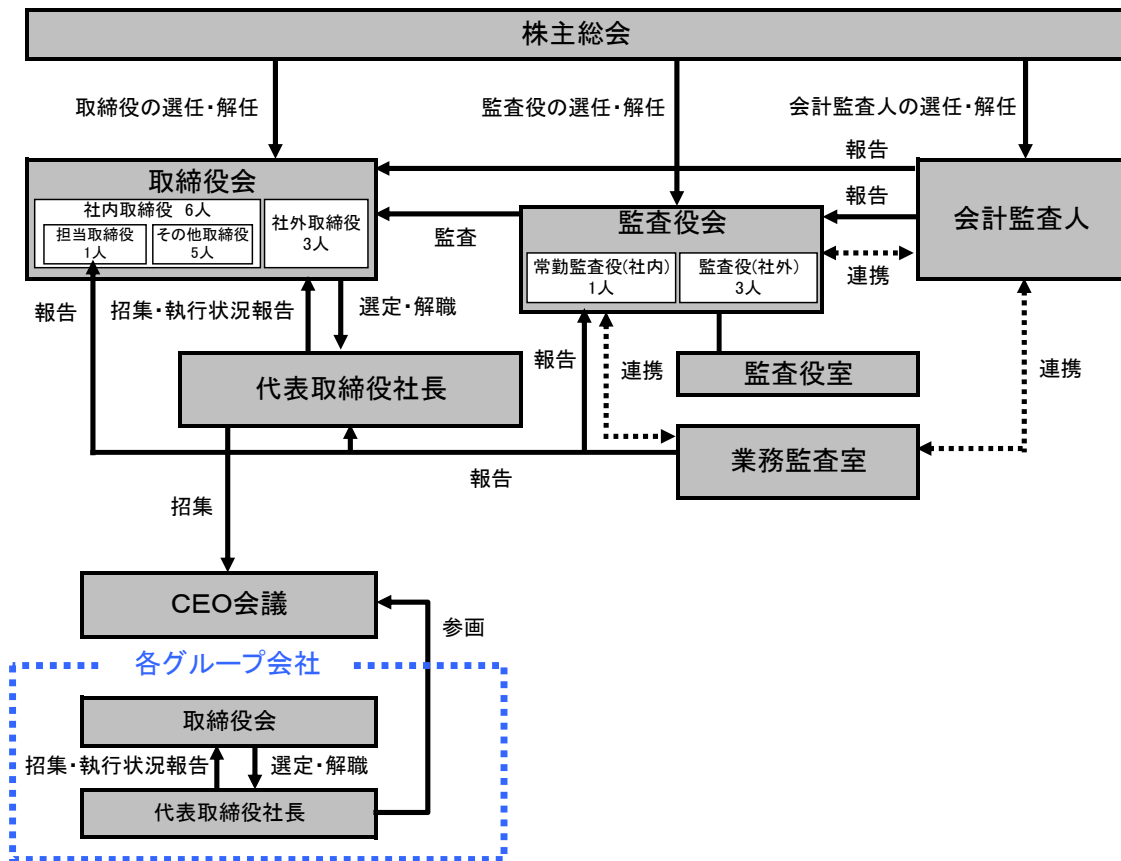 株主総会
取締役の選任・解任
監査役の選任・解任
会計監査人の選任・解任
報告
取締役会
社内取締役 6人
担当取締役
1人
その他取締役
5人
社外取締役
3人
監査
監査役会
常勤監査役(社内)
1人
監査役(社外)
3人
報告
連携
会計監査人
報告
招集・執行状況報告
選定・解職
代表取締役社長
報告
連携
監査役室
連携
業務監査室
報告
招集
CEO会議
参画
各グループ会社
取締役会
招集・執行状況報告
選定・解職
代表取締役社長